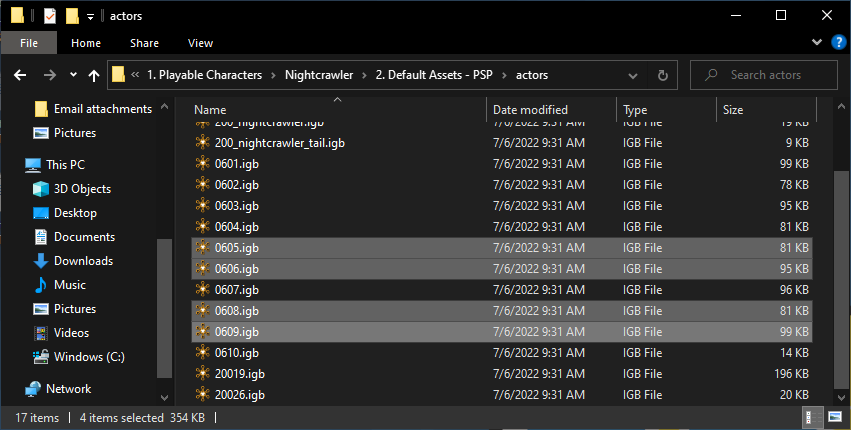 actors
File Home Share View
« 1. Playable Characters > Nightcrawler > 2. Default Assets - PSP > actors
Search actors
Email attachments
Pictures
This PC
3D Objects
Desktop
Documents
Downloads
Music
Pictures
Videos
Windows (C:)
Network
Name Date modified Type Size
200_nightcrawler.igb 7/6/2022 9:31 AM IGB File 19 KB
200_nightcrawler_tail.igb 7/6/2022 9:31 AM IGB File 9 KB
0601.igb 7/6/2022 9:31 AM IGB File 99 KB
0602.igb 7/6/2022 9:31 AM IGB File 78 KB
0603.igb 7/6/2022 9:31 AM IGB File 95 KB
0604.igb 7/6/2022 9:31 AM IGB File 81 KB
0605.igb 7/6/2022 9:31 AM IGB File 81 KB
0606.igb 7/6/2022 9:31 AM IGB File 95 KB
0607.igb 7/6/2022 9:31 AM IGB File 96 KB
0608.igb 7/6/2022 9:31 AM IGB File 81 KB
0609.igb 7/6/2022 9:31 AM IGB File 99 KB
0610.igb 7/6/2022 9:31 AM IGB File 14 KB
20019.igb 7/6/2022 9:31 AM IGB File 196 KB
20026.igb 7/6/2022 9:31 AM IGB File 20 KB
17 items 4 items selected 354 KB